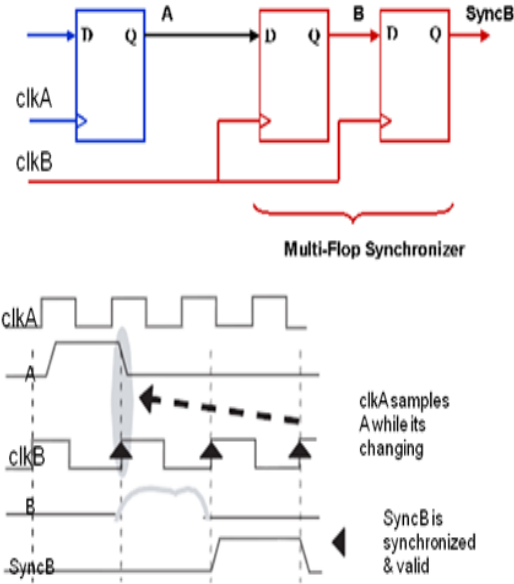 A
B
SyncB
D
Q
D
Q
D
Q
clkA
clkB
Multi-Flop Synchronizer
clkA
A
clkA samples
A while its
changing
clkB
B
SyncB is
synchronized
& valid
SyncB